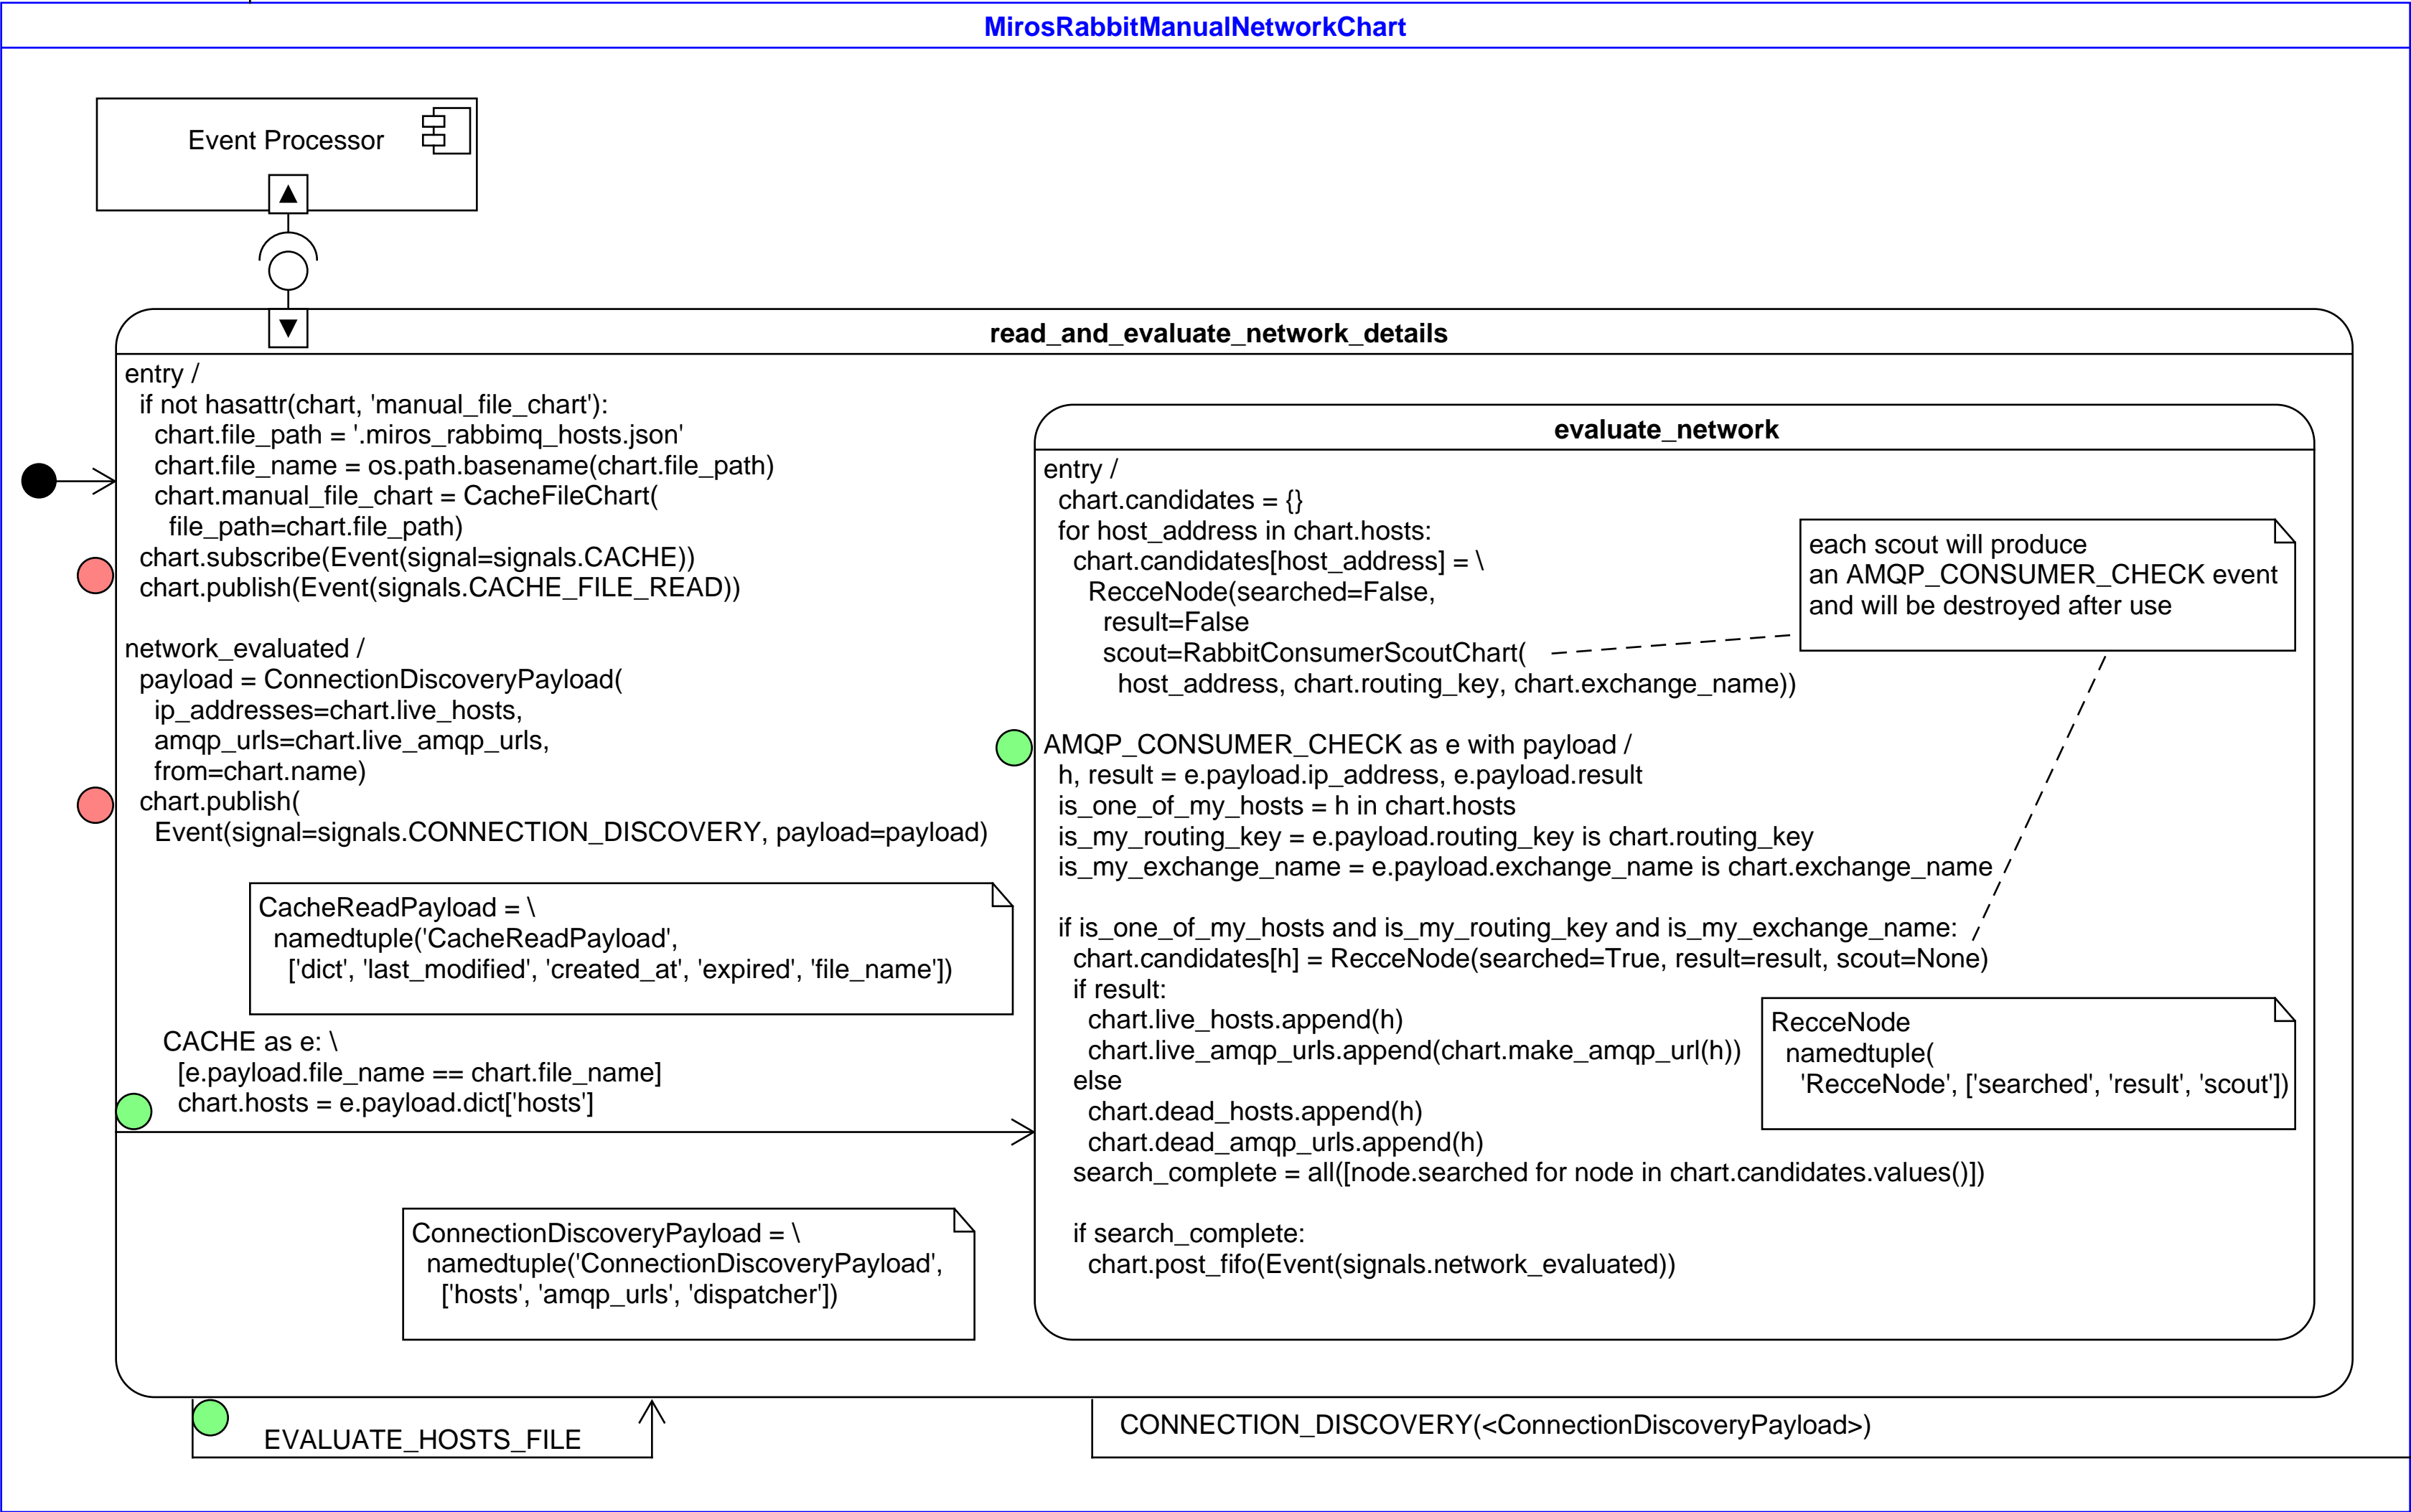 MirosRabbitManualNetworkChart
Event Processor
read_and_evaluate_network_details
entry /
if not hasattr(chart, 'manual_file_chart'):
chart.file_path = '.miros_rabbimq_hosts.json'
chart.file_name = os.path.basename(chart.file_path)
chart.manual_file_chart = CacheFileChart(
file_path=chart.file_path)
chart.subscribe(Event(signal=signals.CACHE))
chart.publish(Event(signals.CACHE_FILE_READ))
network_evaluated /
payload = ConnectionDiscoveryPayload(
ip_addresses=chart.live_hosts,
amqp_urls=chart.live_amqp_urls,
from=chart.name)
chart.publish(
Event(signal=signals.CONNECTION_DISCOVERY, payload=payload)
CacheReadPayload = \
namedtuple('CacheReadPayload',
['dict', 'last_modified', 'created_at', 'expired', 'file_name'])
CACHE as e: \
[e.payload.file_name == chart.file_name]
chart.hosts = e.payload.dict['hosts']
ConnectionDiscoveryPayload = \
namedtuple('ConnectionDiscoveryPayload',
['hosts', 'amqp_urls', 'dispatcher'])
evaluate_network
entry /
chart.candidates = {}
for host_address in chart.hosts:
chart.candidates[host_address] = \
RecceNode(searched=False,
result=False
scout=RabbitConsumerScoutChart(
host_address, chart.routing_key, chart.exchange_name))
each scout will produce
an AMQP_CONSUMER_CHECK event
and will be destroyed after use
AMQP_CONSUMER_CHECK as e with payload /
h, result = e.payload.ip_address, e.payload.result
is_one_of_my_hosts = h in chart.hosts
is_my_routing_key = e.payload.routing_key is chart.routing_key
is_my_exchange_name = e.payload.exchange_name is chart.exchange_name
if is_one_of_my_hosts and is_my_routing_key and is_my_exchange_name:
chart.candidates[h] = RecceNode(searched=True, result=result, scout=None)
if result:
chart.live_hosts.append(h)
chart.live_amqp_urls.append(chart.make_amqp_url(h))
else
chart.dead_hosts.append(h)
chart.dead_amqp_urls.append(h)
search_complete = all([node.searched for node in chart.candidates.values()])
if search_complete:
chart.post_fifo(Event(signals.network_evaluated))
RecceNode
namedtuple(
'RecceNode', ['searched', 'result', 'scout'])
EVALUATE_HOSTS_FILE
CONNECTION_DISCOVERY(<ConnectionDiscoveryPayload>)